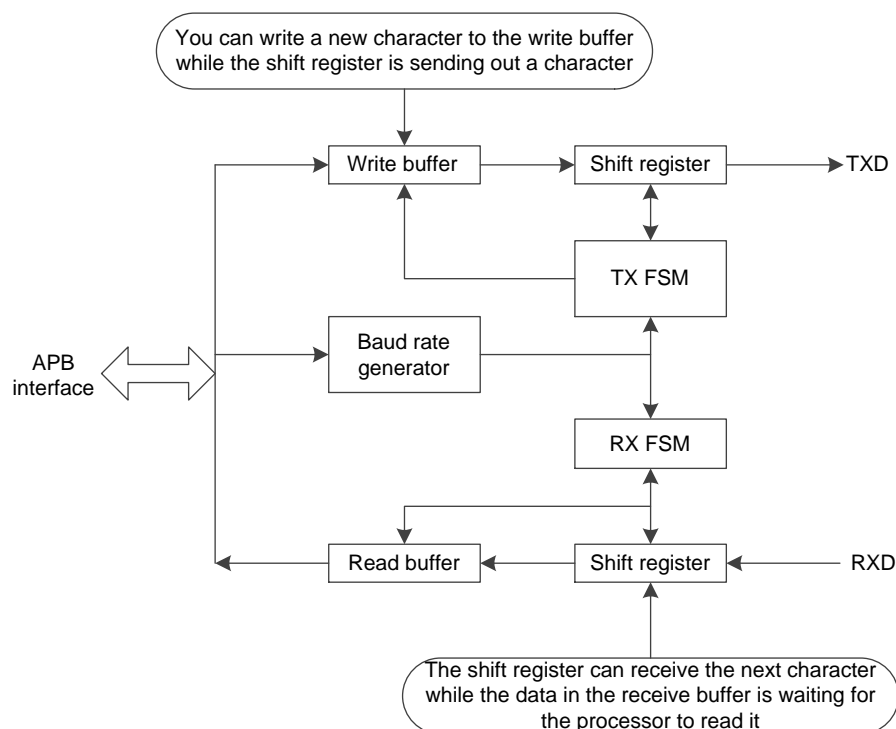 You can write a new character to the write buffer
while the shift register is sending out a character
Write buffer
Shift register
TXD
TX FSM
Baud rate
generator
APB
interface
RX FSM
Read buffer
Shift register
RXD
The shift register can receive the next character
while the data in the receive buffer is waiting for
the processor to read it